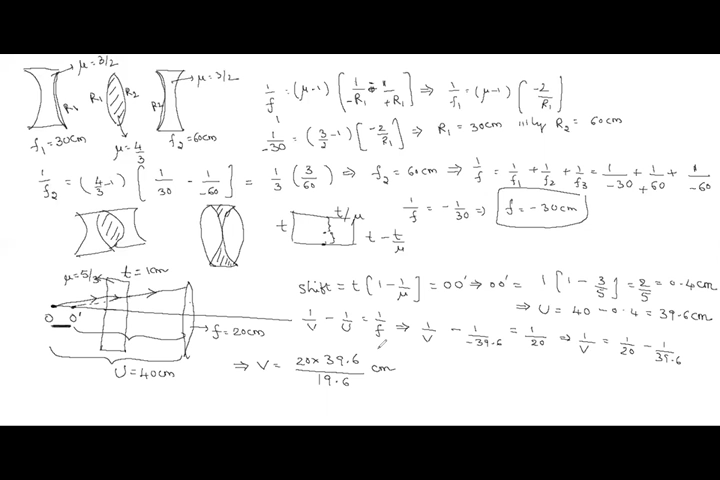 μ=3/2
μ=3/2
R1 R1 R2 R2
f1=30cm μ=4/3 f2=60cm
1/f = (μ-1) [1/-R1 - 1/+R1] ⇒ 1/f1 = (μ-1) [-2/R1]
1/-30 = (3/2-1) [-2/R1] ⇒ R1=30cm |||ly R2= 60cm
1/f2 = (4/3-1) [1/30 - 1/-60] = 1/3 (3/60) ⇒ f2=60cm ⇒ 1/f = 1/f1 + 1/f2 + 1/f3 = 1/-30 + 1/+60 + 1/-60
1/f = -1/30 ⇒ f=-30cm
t t/μ t - t/μ
μ=5/3 t=1cm
O O' f=20cm
U=40cm
shift = t [1-1/μ] = OO' ⇒ OO' = 1 [1-3/5] = 2/5 = 0.4cm
⇒ U= 40 -0.4 = 39.6cm
1/V - 1/U = 1/f ⇒ 1/V - 1/-39.6 = 1/20 ⇒ 1/V = 1/20 - 1/39.6
⇒ V= 20x39.6/19.6 cm